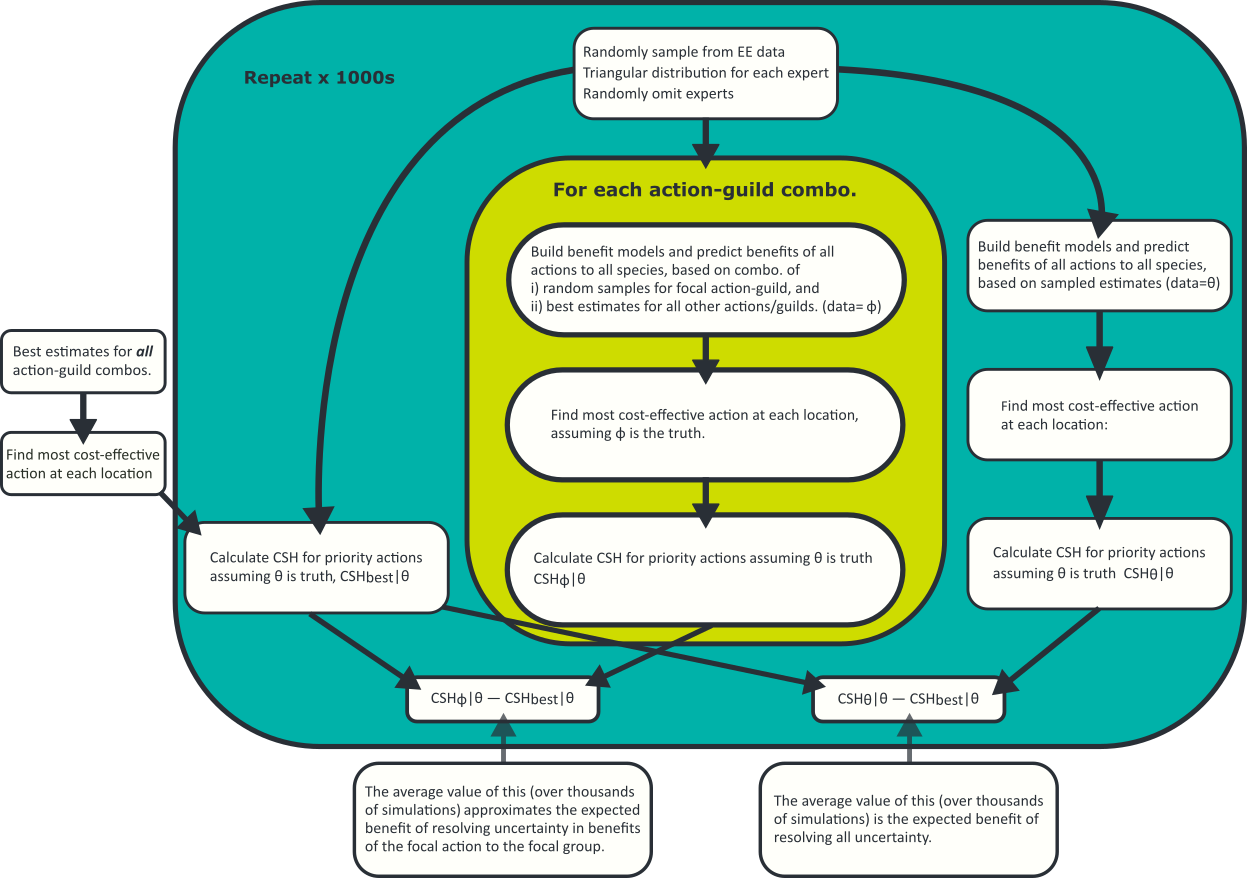 Repeat x 1000s
Randomly sample from EE data
Triangular distribution for each expert
Randomly omit experts
For each action-guild combo.
Build benefit models and predict benefits of all
actions to all species, based on combo. of
i) random samples for focal action-guild, and
ii) best estimates for all other actions/guilds. (data= ϕ)
Find most cost-effective action at each location,
assuming ϕ is the truth.
Calculate CSH for priority actions assuming θ is truth
CSHϕ|θ
Build benefit models and predict
benefits of all actions to all species,
based on sampled estimates (data=θ)
Find most cost-effective action
at each location:
Calculate CSH for priority actions
assuming θ is truth CSHθ|θ
Best estimates for all
action-guild combos.
Find most cost-effective
action at each location
Calculate CSH for priority actions
assuming θ is truth, CSHbest|θ
CSHϕ|θ — CSHbest|θ
CSHθ|θ — CSHbest|θ
The average value of this (over thousands
of simulations) approximates the expected
benefit of resolving uncertainty in benefits
of the focal action to the focal group.
The average value of this (over thousands
of simulations) is the expected benefit of
resolving all uncertainty.